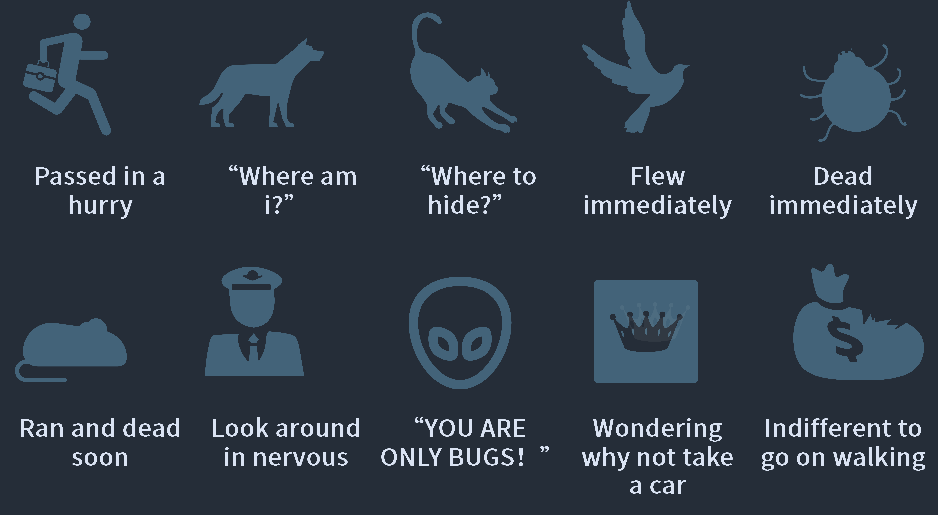 Passed in a
hurry
“Where am
i?”
“Where to
hide?”
Flew
immediately
Dead
immediately
$
Ran and dead
soon
Look around
in nervous
“YOU ARE
ONLY BUGS! ”
Wondering
why not take
a car
Indifferent to
go on walking